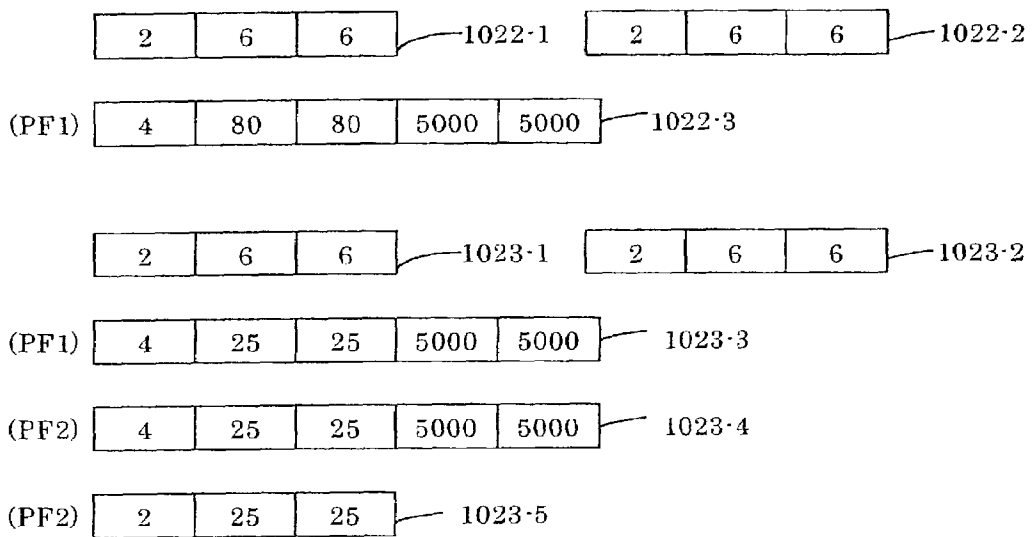 2 6 6 1022-1 2 6 6 1022-2
(PF1) 4 80 80 5000 5000 1022-3
2 6 6 1023-1 2 6 6 1023-2
(PF1) 4 25 25 5000 5000 1023-3
(PF2) 4 25 25 5000 5000 1023-4
(PF2) 2 25 25 1023-5